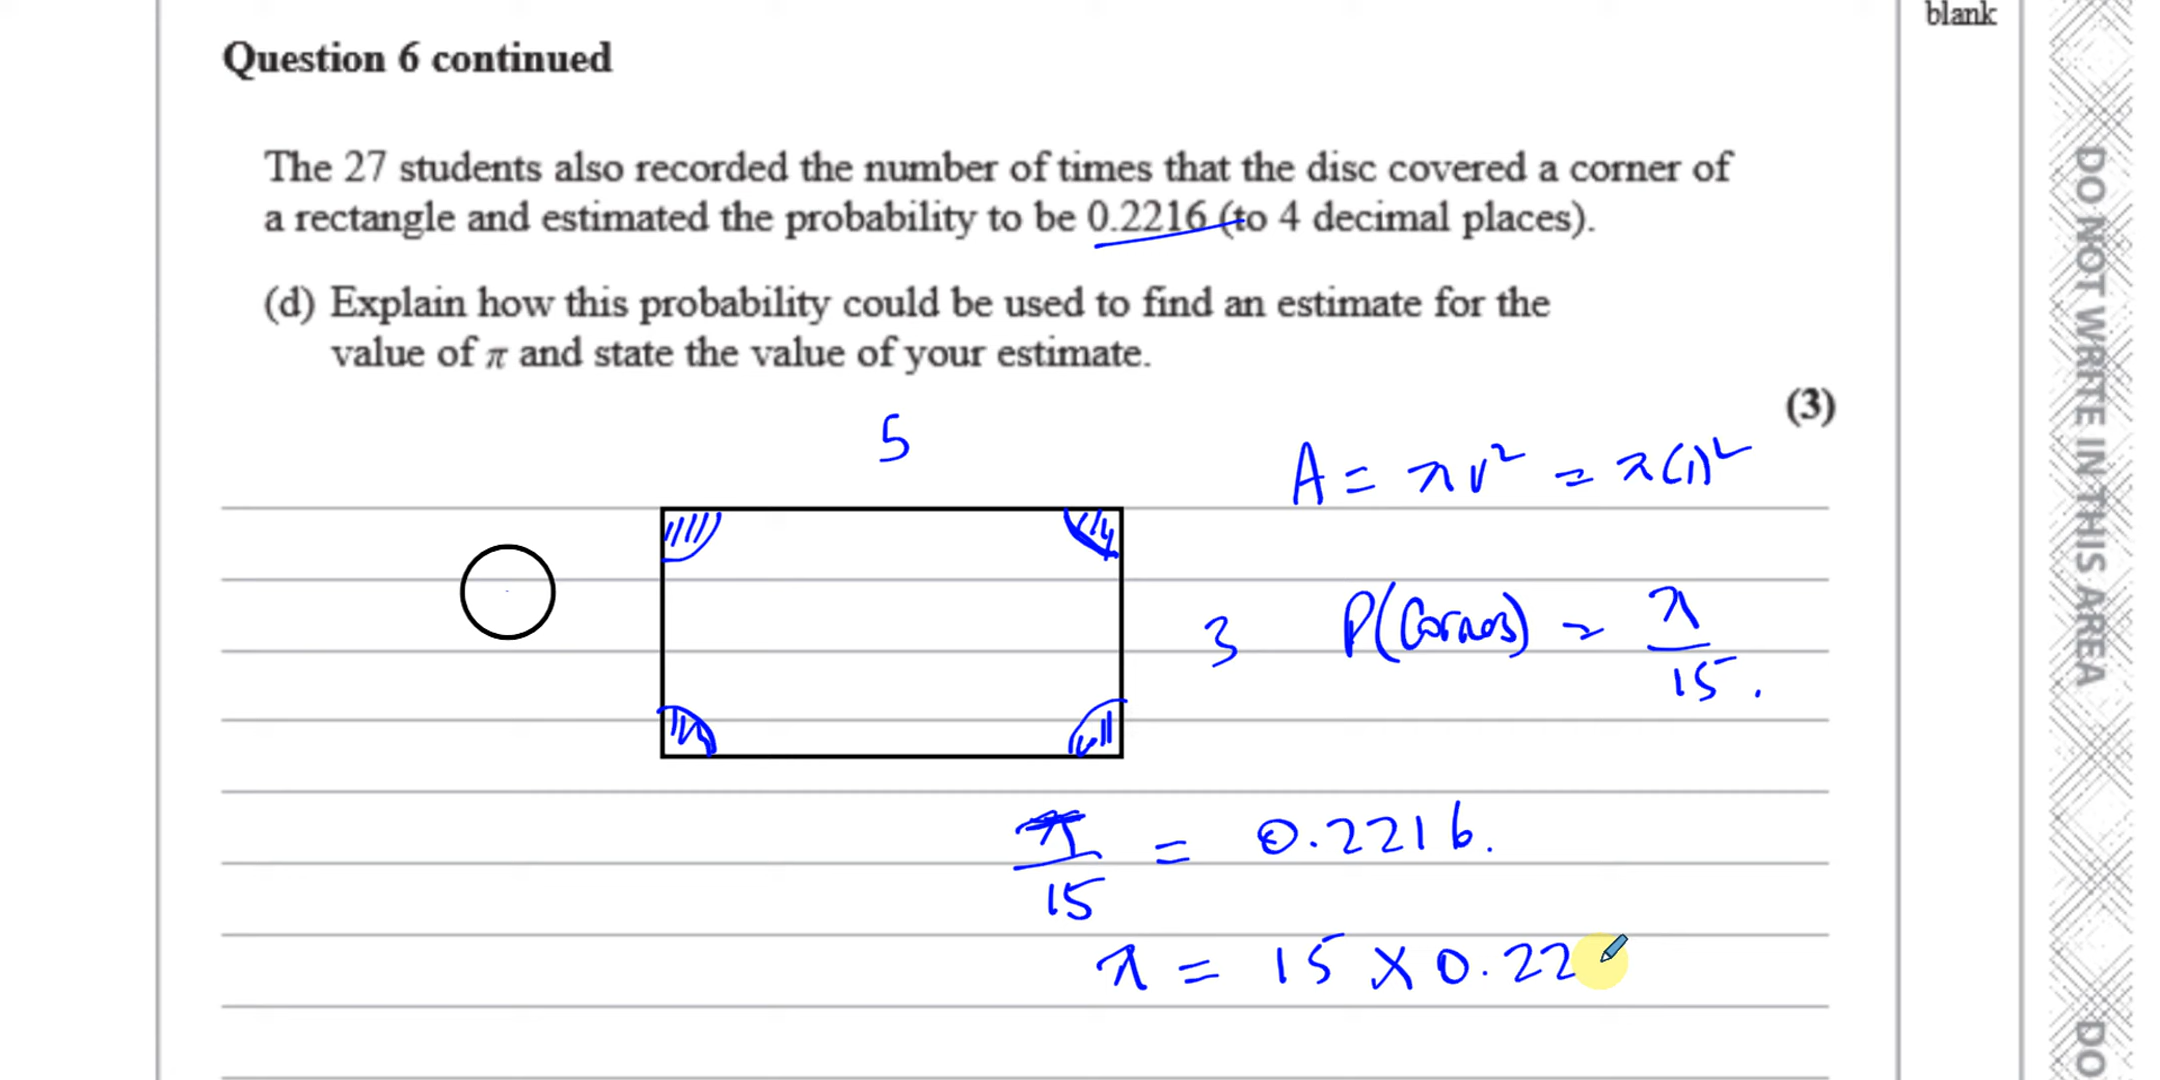 blank
Question 6 continued
The 27 students also recorded the number of times that the disc covered a corner of
a rectangle and estimated the probability to be 0.2216 (to 4 decimal places).
(d) Explain how this probability could be used to find an estimate for the
value of π and state the value of your estimate.
(3)
5
A = πr² = π(1)²
3
P(Corners) = π/15.
π/15 = 0.2216.
π = 15 × 0.22
DO NOT WRITE IN THIS AREA
DO